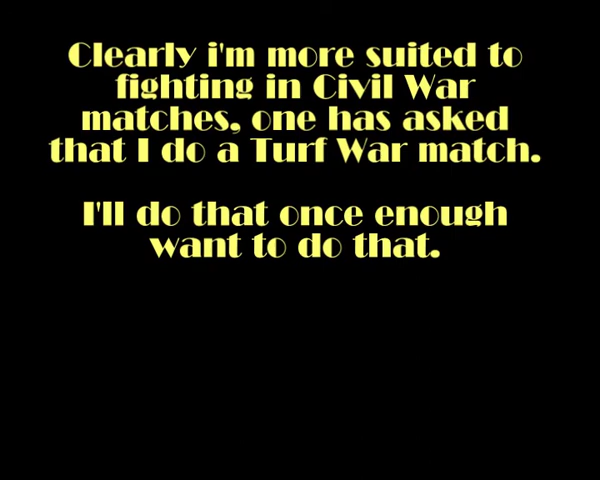 Clearly i'm more suited to
fighting in Civil War
matches, one has asked
that I do a Turf War match.
I'll do that once enough
want to do that.